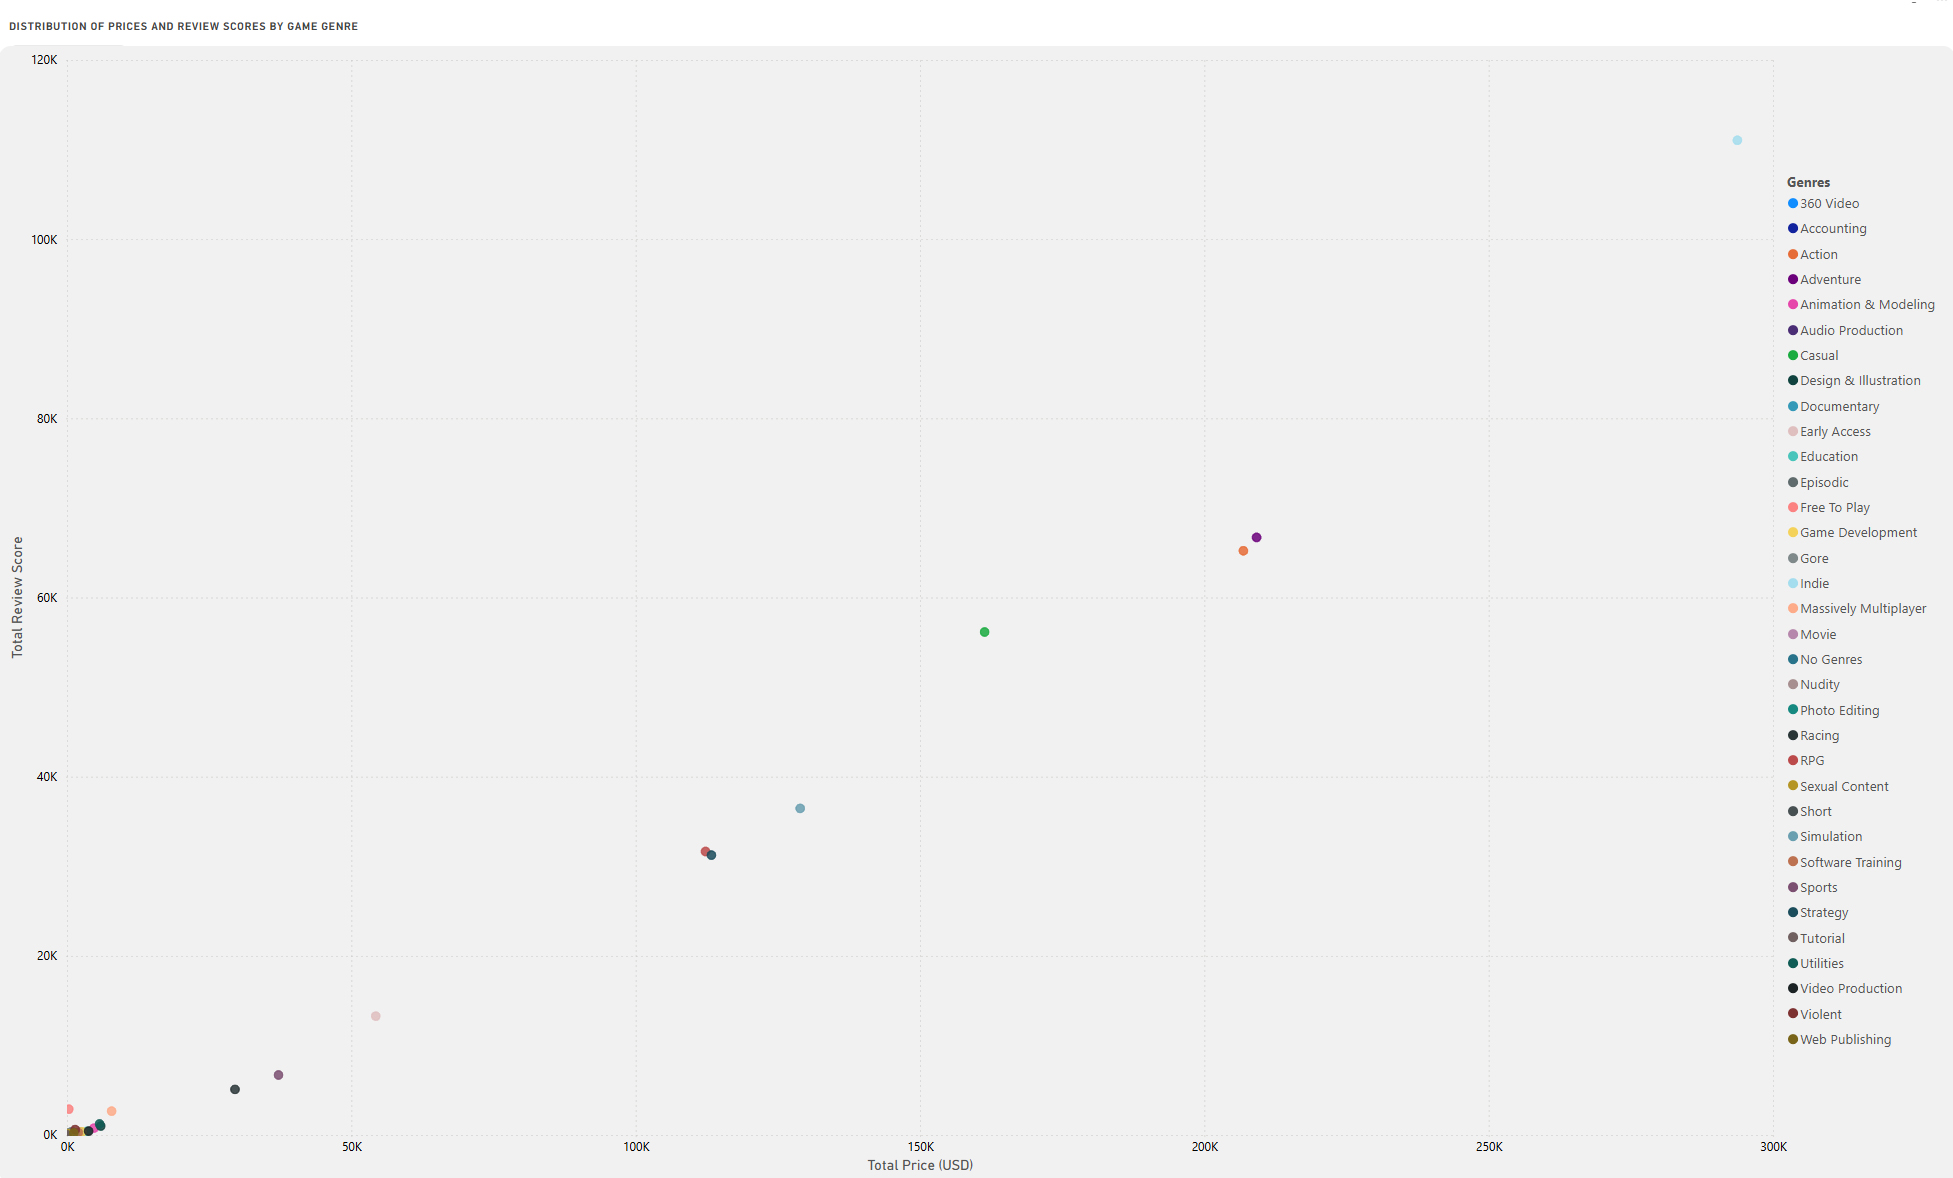 DISTRIBUTION OF PRICES AND REVIEW SCORES BY GAME GENRE
120K
100K
80K
60K
40K
20K
0K
Total Review Score
0K 50K 100K 150K 200K 250K 300K
Total Price (USD)
Genres
360 Video
Accounting
Action
Adventure
Animation & Modeling
Audio Production
Casual
Design & Illustration
Documentary
Early Access
Education
Episodic
Free To Play
Game Development
Gore
Indie
Massively Multiplayer
Movie
No Genres
Nudity
Photo Editing
Racing
RPG
Sexual Content
Short
Simulation
Software Training
Sports
Strategy
Tutorial
Utilities
Video Production
Violent
Web Publishing